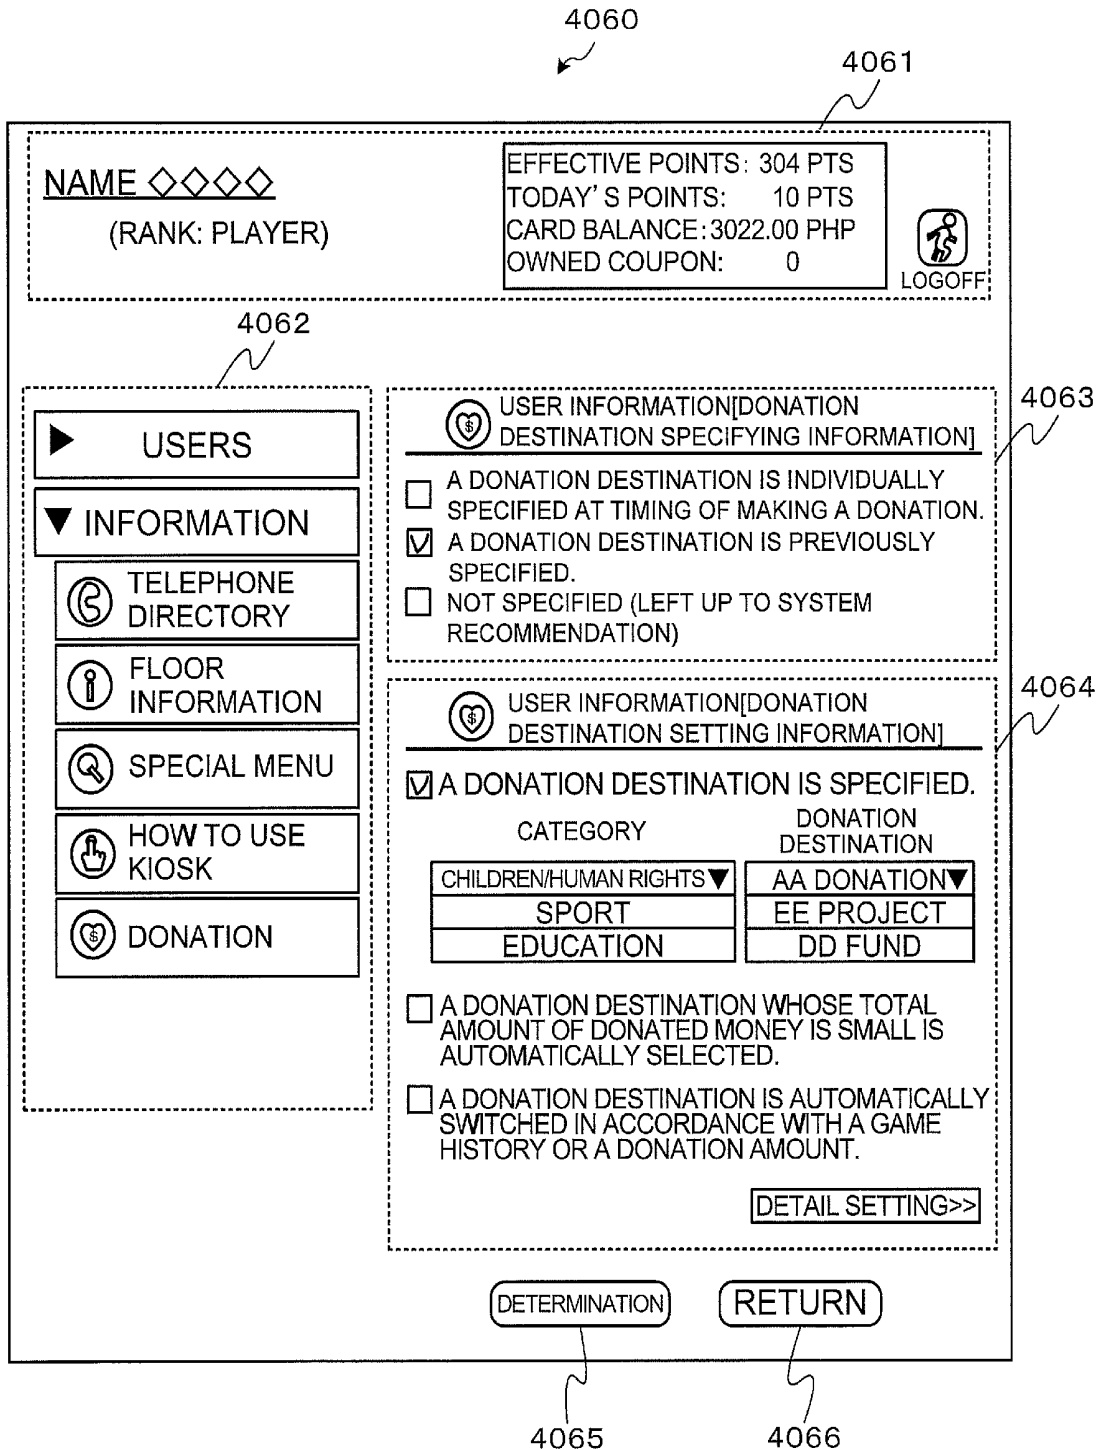 4060
4061
NAME ◇◇◇◇
(RANK: PLAYER)
EFFECTIVE POINTS: 304 PTS
TODAY'S POINTS: 10 PTS
CARD BALANCE:3022.00 PHP
OWNED COUPON: 0
LOGOFF
4062
▶ USERS
▼ INFORMATION
TELEPHONE
DIRECTORY
FLOOR
INFORMATION
SPECIAL MENU
HOW TO USE
KIOSK
$ DONATION
4063
$ USER INFORMATION[DONATION
DESTINATION SPECIFYING INFORMATION]
A DONATION DESTINATION IS INDIVIDUALLY
SPECIFIED AT TIMING OF MAKING A DONATION.
A DONATION DESTINATION IS PREVIOUSLY
SPECIFIED.
NOT SPECIFIED (LEFT UP TO SYSTEM
RECOMMENDATION)
4064
$ USER INFORMATION[DONATION
DESTINATION SETTING INFORMATION]
A DONATION DESTINATION IS SPECIFIED.
CATEGORY
DONATION
DESTINATION
CHILDREN/HUMAN RIGHTS▼
AA DONATION▼
SPORT
EE PROJECT
EDUCATION
DD FUND
A DONATION DESTINATION WHOSE TOTAL
AMOUNT OF DONATED MONEY IS SMALL IS
AUTOMATICALLY SELECTED.
A DONATION DESTINATION IS AUTOMATICALLY
SWITCHED IN ACCORDANCE WITH A GAME
HISTORY OR A DONATION AMOUNT.
DETAIL SETTING>>
DETERMINATION
RETURN
4065
4066